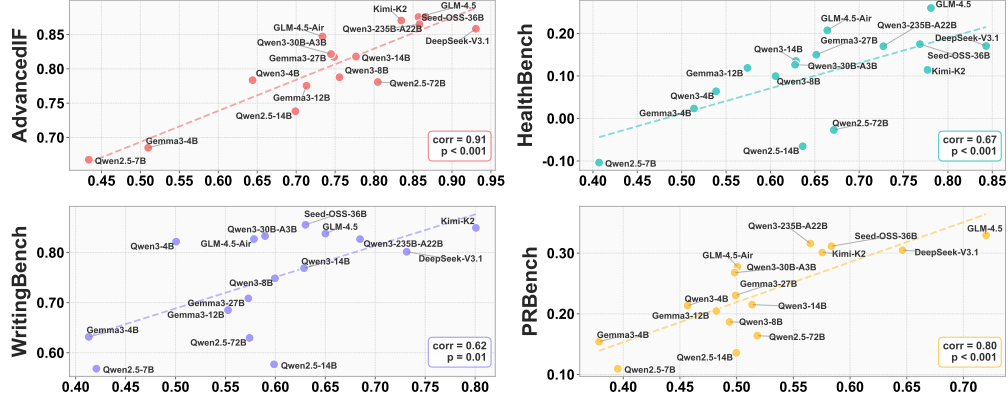 AdvancedIF
0.85
0.80
0.75
0.70
Kimi-K2
GLM-4.5
Seed-OSS-36B
GLM-4.5-Air
Qwen3-235B-A22B
Qwen3-30B-A3B
DeepSeek-V3.1
Gemma3-27B
Qwen3-14B
Qwen3-4B
Qwen3-8B
Qwen2.5-72B
Gemma3-12B
Qwen2.5-14B
Gemma3-4B
Qwen2.5-7B
corr = 0.91
p < 0.001
0.45 0.50 0.55 0.60 0.65 0.70 0.75 0.80 0.85 0.90 0.95
HealthBench
0.20
0.10
0.00
-0.10
GLM-4.5
GLM-4.5-Air
Qwen3-235B-A22B
Gemma3-27B
DeepSeek-V3.1
Qwen3-14B
Seed-OSS-36B
Qwen3-30B-A3B
Gemma3-12B
Kimi-K2
Qwen3-8B
Qwen3-4B
Gemma3-4B
Qwen2.5-72B
Qwen2.5-14B
Qwen2.5-7B
corr = 0.67
p < 0.001
0.40 0.45 0.50 0.55 0.60 0.65 0.70 0.75 0.80 0.85
WritingBench
0.80
0.70
0.60
Seed-OSS-36B
Kimi-K2
Qwen3-30B-A3B
GLM-4.5
Qwen3-4B
GLM-4.5-Air
Qwen3-235B-A22B
DeepSeek-V3.1
Qwen3-14B
Qwen3-8B
Gemma3-27B
Gemma3-12B
Gemma3-4B
Qwen2.5-72B
Qwen2.5-14B
Qwen2.5-7B
corr = 0.62
p = 0.01
0.40 0.45 0.50 0.55 0.60 0.65 0.70 0.75 0.80
PRBench
0.30
0.20
0.10
Qwen3-235B-A22B
GLM-4.5
Seed-OSS-36B
GLM-4.5-Air
Kimi-K2
DeepSeek-V3.1
Qwen3-30B-A3B
Gemma3-27B
Qwen3-4B
Qwen3-14B
Gemma3-12B
Qwen3-8B
Gemma3-4B
Qwen2.5-72B
Qwen2.5-14B
Qwen2.5-7B
corr = 0.80
p < 0.001
0.40 0.45 0.50 0.55 0.60 0.65 0.70